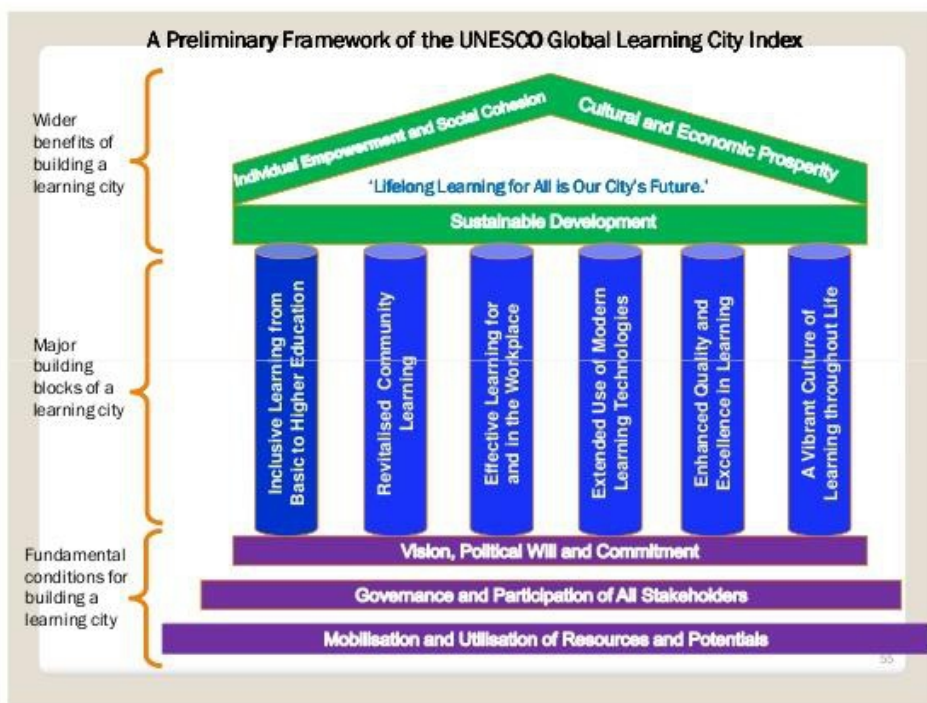 A Preliminary Framework of the UNESCO Global Learning City Index
Wider
benefits of
building a
learning city
Individual Empowerment and Social Cohesion
Cultural and Economic Prosperity
'Lifelong Learning for All is Our City's Future.'
Sustainable Development
Major
building
blocks of a
learning city
Inclusive Learning from
Basic to Higher Education
Revitalised Community
Learning
Effective Learning for
and in the Workplace
Extended Use of Modern
Learning Technologies
Enhanced Quality and
Excellence in Learning
A Vibrant Culture of
Learning throughout Life
Fundamental
conditions for
building a
learning city
Vision, Political Will and Commitment
Governance and Participation of All Stakeholders
Mobilisation and Utilisation of Resources and Potentials
55